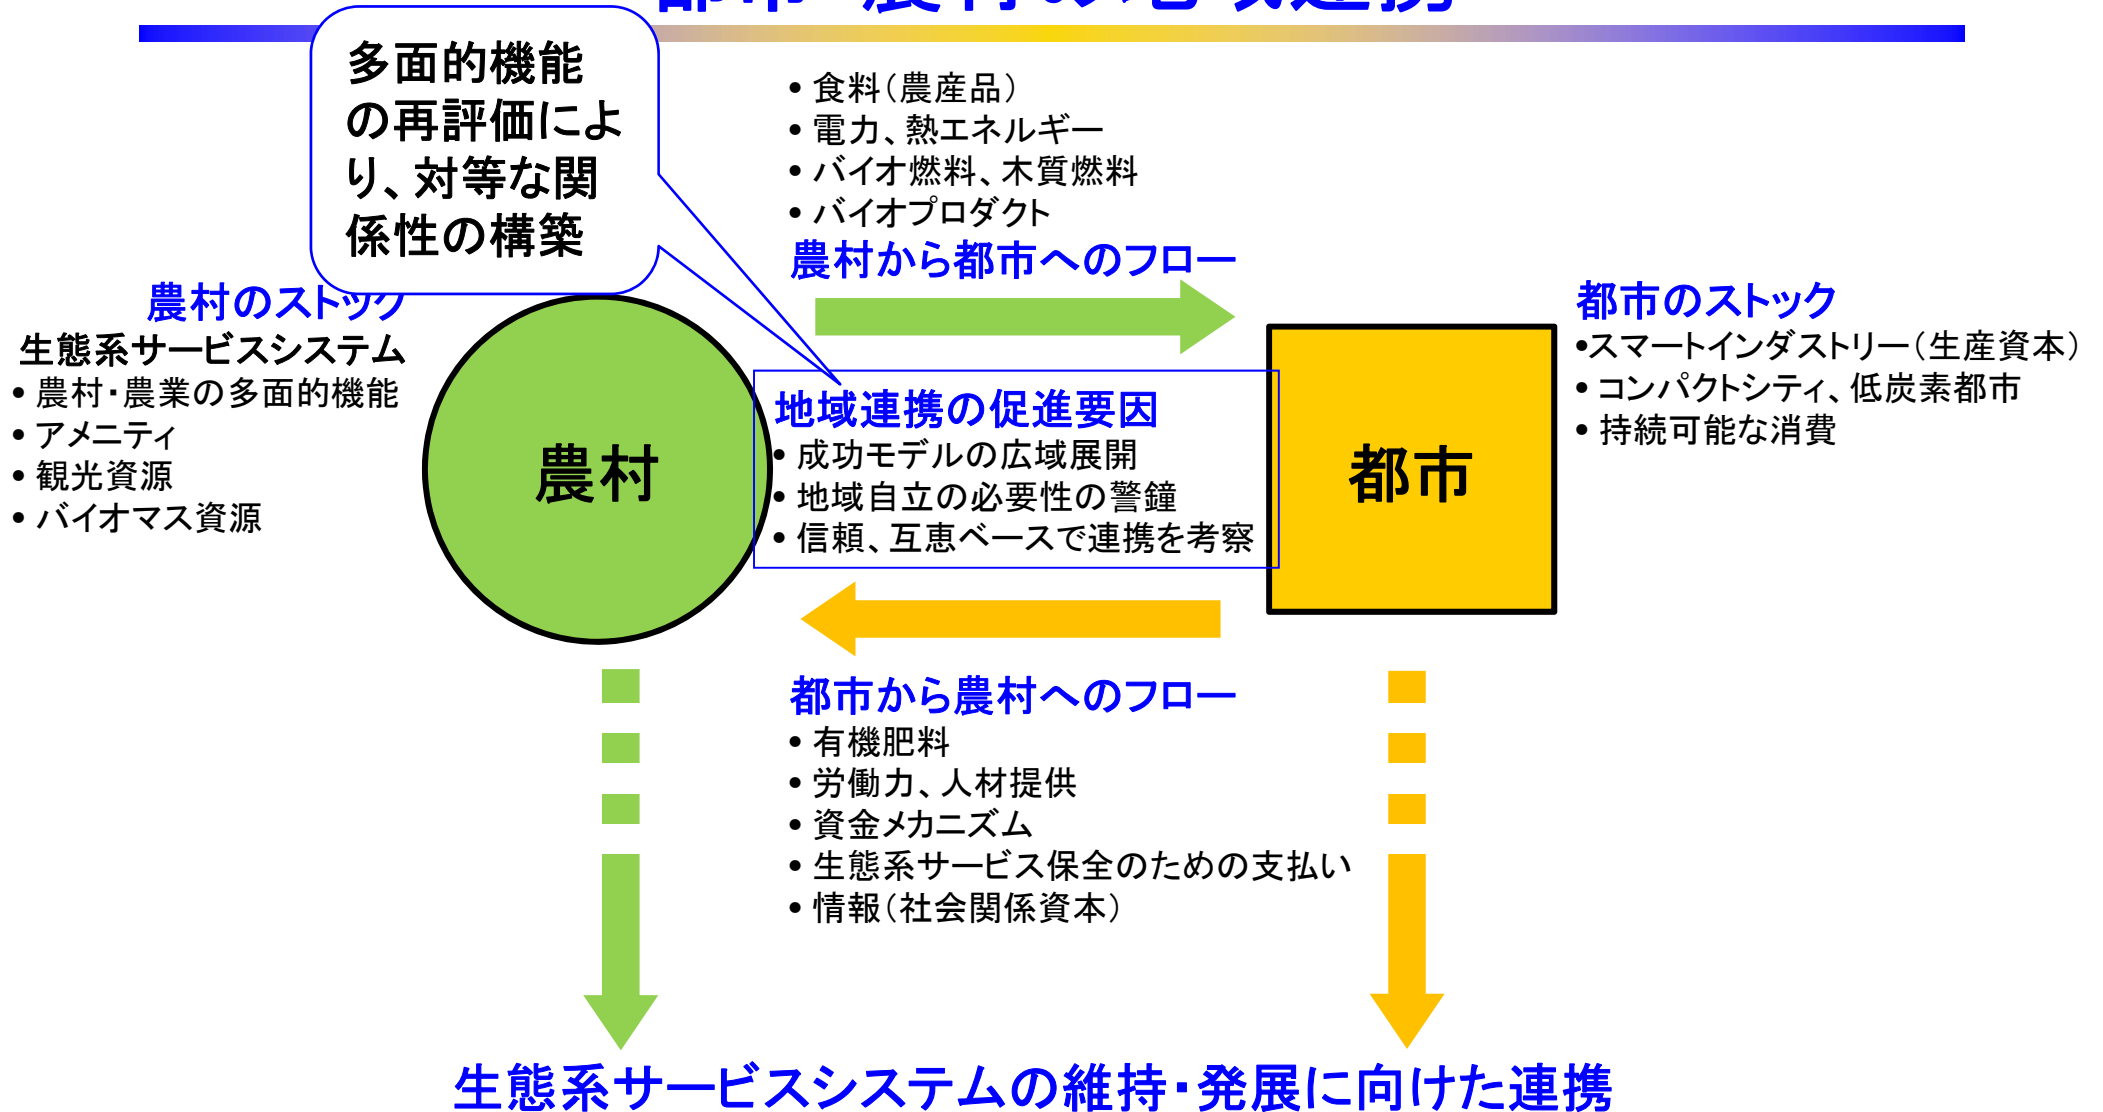 都市・農村の地域連携
多面的機能
の再評価によ
り、対等な関
係性の構築
• 食料（農産品）
• 電力、熱エネルギー
• バイオ燃料、木質燃料
• バイオプロダクト
農村から都市へのフロー
農村のストック
生態系サービスシステム
• 農村・農業の多面的機能
• アメニティ
• 観光資源
• バイオマス資源
農村
地域連携の促進要因
• 成功モデルの広域展開
• 地域自立の必要性の警鐘
• 信頼、互恵ベースで連携を考察
都市
都市のストック
•スマートインダストリー（生産資本）
• コンパクトシティ、低炭素都市
• 持続可能な消費
都市から農村へのフロー
• 有機肥料
• 労働力、人材提供
• 資金メカニズム
• 生態系サービス保全のための支払い
• 情報（社会関係資本）
生態系サービスシステムの維持・発展に向けた連携